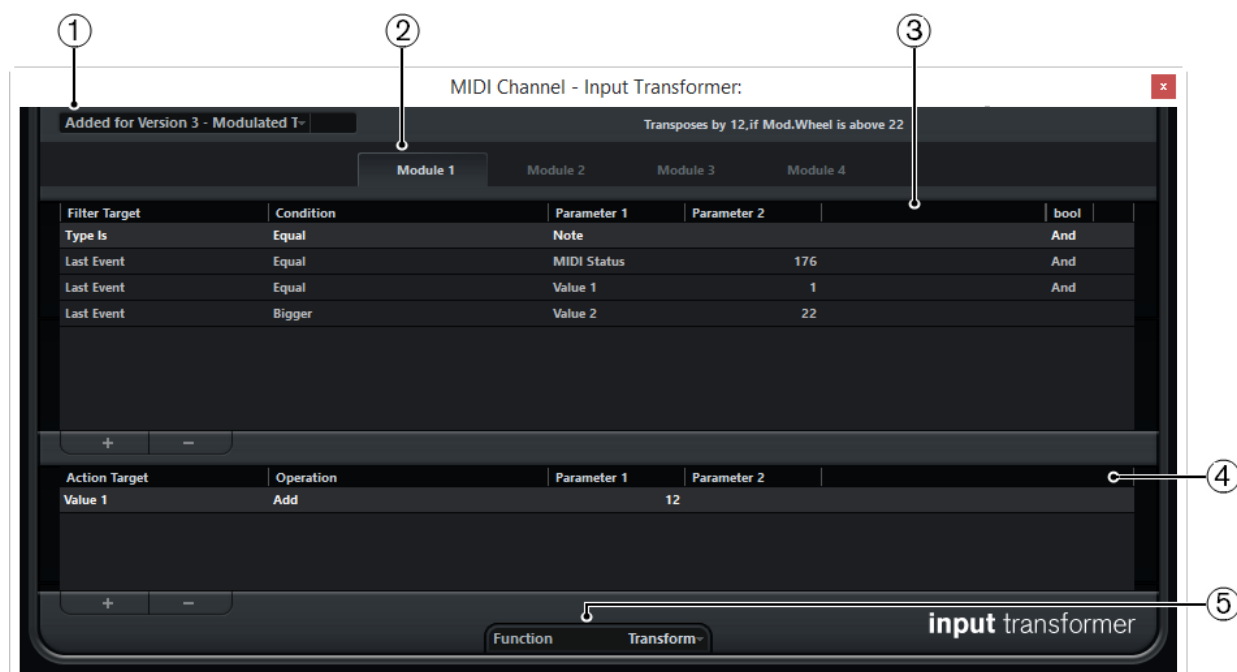 1 2 3
MIDI Channel - Input Transformer: x
Added for Version 3 - Modulated T Transposes by 12,if Mod.Wheel is above 22
Module 1 Module 2 Module 3 Module 4
Filter Target Condition Parameter 1 Parameter 2 bool
Type Is Equal Note And
Last Event Equal MIDI Status 176 And
Last Event Equal Value 1 1 And
Last Event Bigger Value 2 22
+ −
Action Target Operation Parameter 1 Parameter 2 4
Value 1 Add 12
+ − 5
Function Transform input transformer